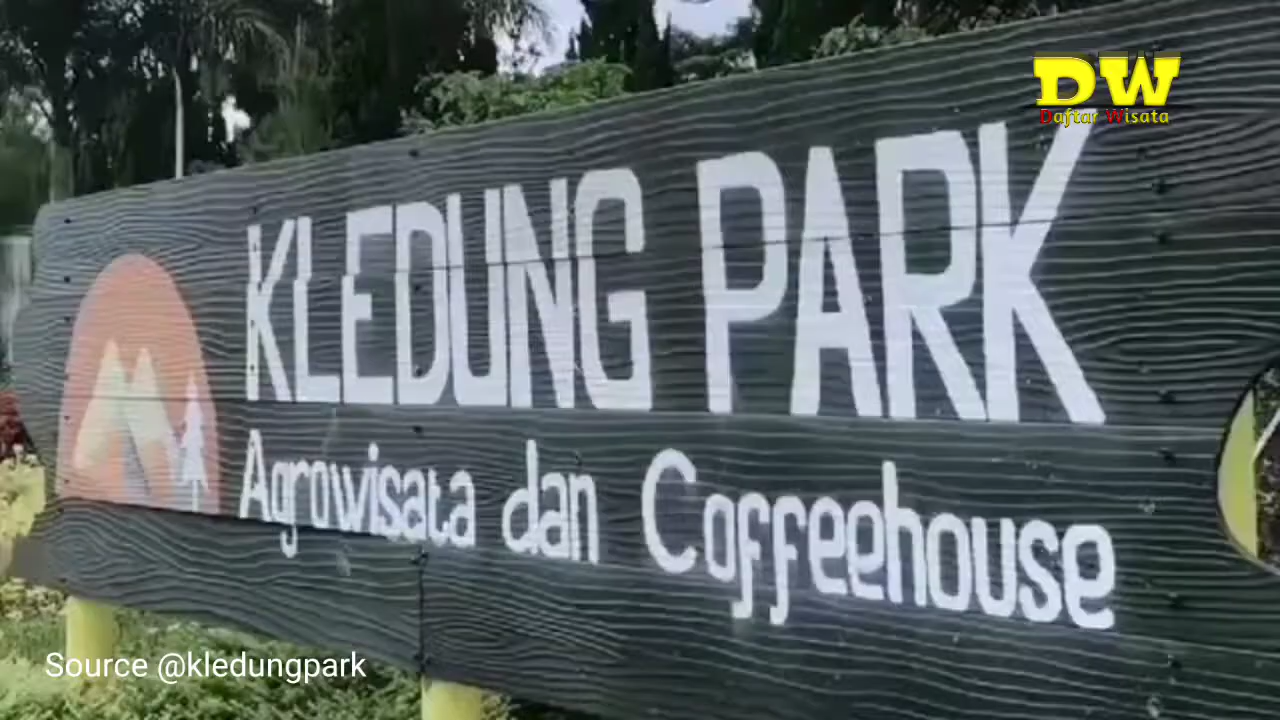 DW
Daftar Wisata
KLEDUNG PARK
Agrowisata dan Coffeehouse
Source @kledungpark